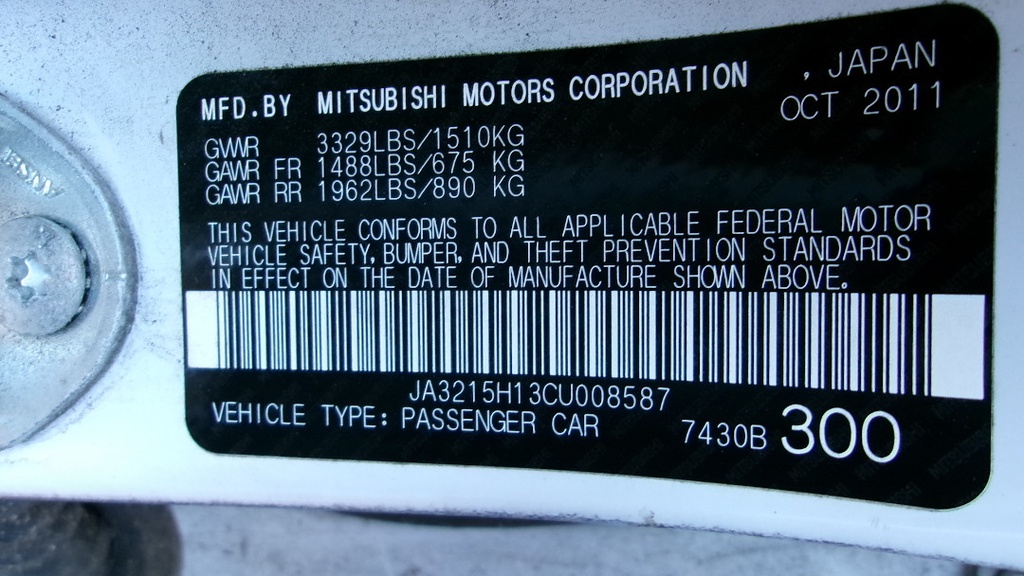 MFD.BY MITSUBISHI MOTORS CORPORATION , JAPAN
OCT 2011
GVWR 3329LBS/1510KG
GAWR FR 1488LBS/675 KG
GAWR RR 1962LBS/890 KG
THIS VEHICLE CONFORMS TO ALL APPLICABLE FEDERAL MOTOR
VEHICLE SAFETY, BUMPER, AND THEFT PREVENTION STANDARDS
IN EFFECT ON THE DATE OF MANUFACTURE SHOWN ABOVE.
JA3215H13CU008587
VEHICLE TYPE: PASSENGER CAR 7430B 300